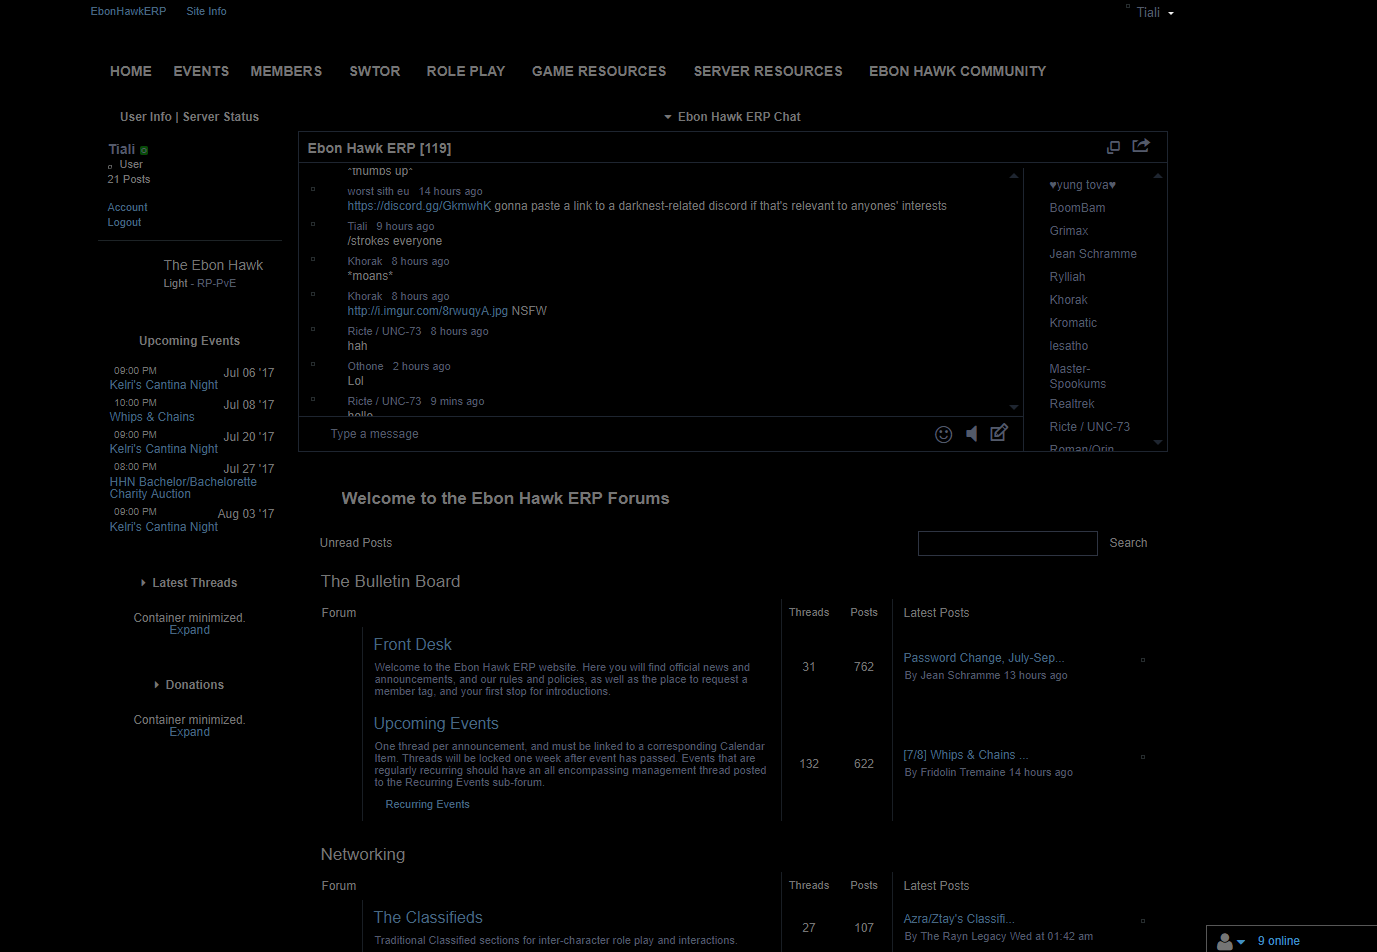 EbonHawkERP Site Info
Tiali
HOME EVENTS MEMBERS SWTOR ROLE PLAY GAME RESOURCES SERVER RESOURCES EBON HAWK COMMUNITY
User Info | Server Status
Tiali
User
21 Posts
Account
Logout
The Ebon Hawk
Light - RP-PvE
Upcoming Events
09:00 PM Jul 06 '17
Kelri's Cantina Night
10:00 PM Jul 08 '17
Whips & Chains
09:00 PM Jul 20 '17
Kelri's Cantina Night
08:00 PM Jul 27 '17
HHN Bachelor/Bachelorette
Charity Auction
09:00 PM Aug 03 '17
Kelri's Cantina Night
Latest Threads
Container minimized.
Expand
Donations
Container minimized.
Expand
Ebon Hawk ERP Chat
Ebon Hawk ERP [119]
*thumbs up*
worst sith eu 14 hours ago
https://discord.gg/GkmwhK gonna paste a link to a darknest-related discord if that's relevant to anyones' interests
Tiali 9 hours ago
/strokes everyone
Khorak 8 hours ago
*moans*
Khorak 8 hours ago
http://i.imgur.com/8rwuqyA.jpg NSFW
Ricte / UNC-73 8 hours ago
hah
Othone 2 hours ago
Lol
Ricte / UNC-73 9 mins ago
hello
Type a message
♥yung tova♥
BoomBam
Grimax
Jean Schramme
Rylliah
Khorak
Kromatic
Iesatho
Master-
Spookums
Realtrek
Ricte / UNC-73
Roman/Orin
Welcome to the Ebon Hawk ERP Forums
Unread Posts
Search
The Bulletin Board
Forum Threads Posts Latest Posts
Front Desk
Welcome to the Ebon Hawk ERP website. Here you will find official news and
announcements, and our rules and policies, as well as the place to request a
member tag, and your first stop for introductions.
31 762
Password Change, July-Sep...
By Jean Schramme 13 hours ago
Upcoming Events
One thread per announcement, and must be linked to a corresponding Calendar
Item. Threads will be locked one week after event has passed. Events that are
regularly recurring should have an all encompassing management thread posted
to the Recurring Events sub-forum.
Recurring Events
132 622
[7/8] Whips & Chains ...
By Fridolin Tremaine 14 hours ago
Networking
Forum Threads Posts Latest Posts
The Classifieds
Traditional Classified sections for inter-character role play and interactions.
27 107
Azra/Ztay's Classifi...
By The Rayn Legacy Wed at 01:42 am
9 online